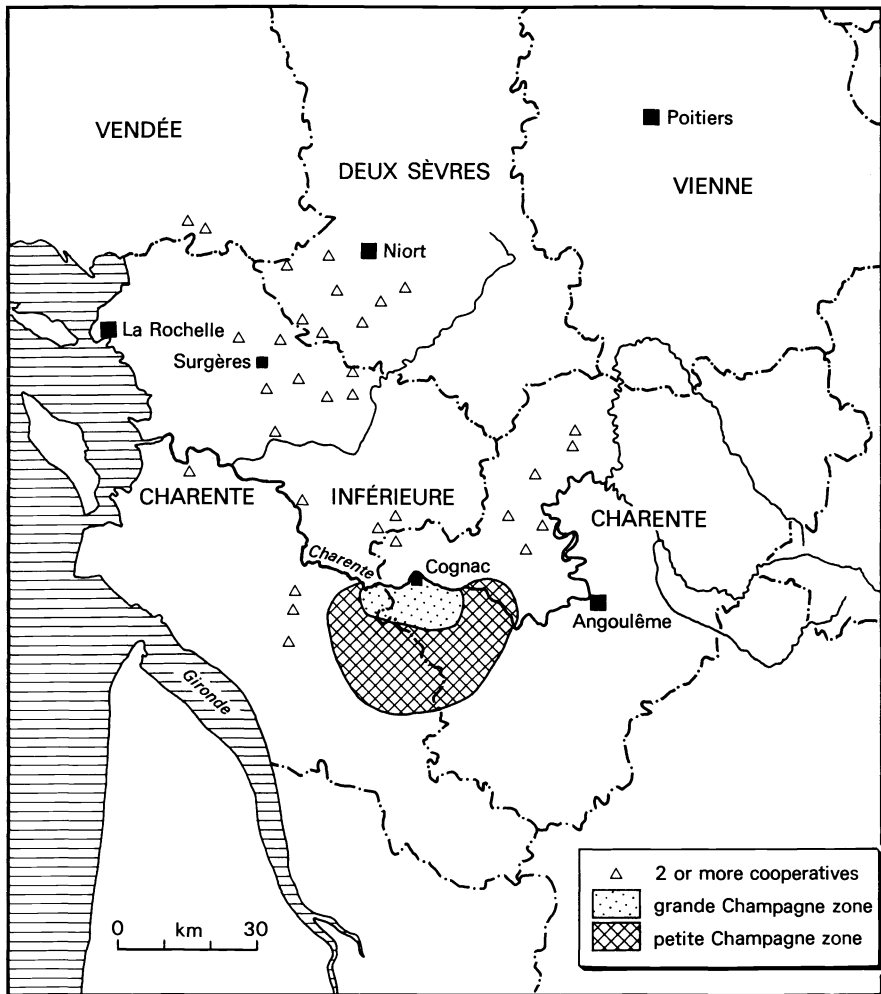 VENDÉE
Poitiers
DEUX SÈVRES
VIENNE
Niort
La Rochelle
Surgères
CHARENTE
INFÉRIEURE
CHARENTE
Charente
Cognac
Angoulême
Gironde
2 or more cooperatives
grande Champagne zone
petite Champagne zone
0 km 30